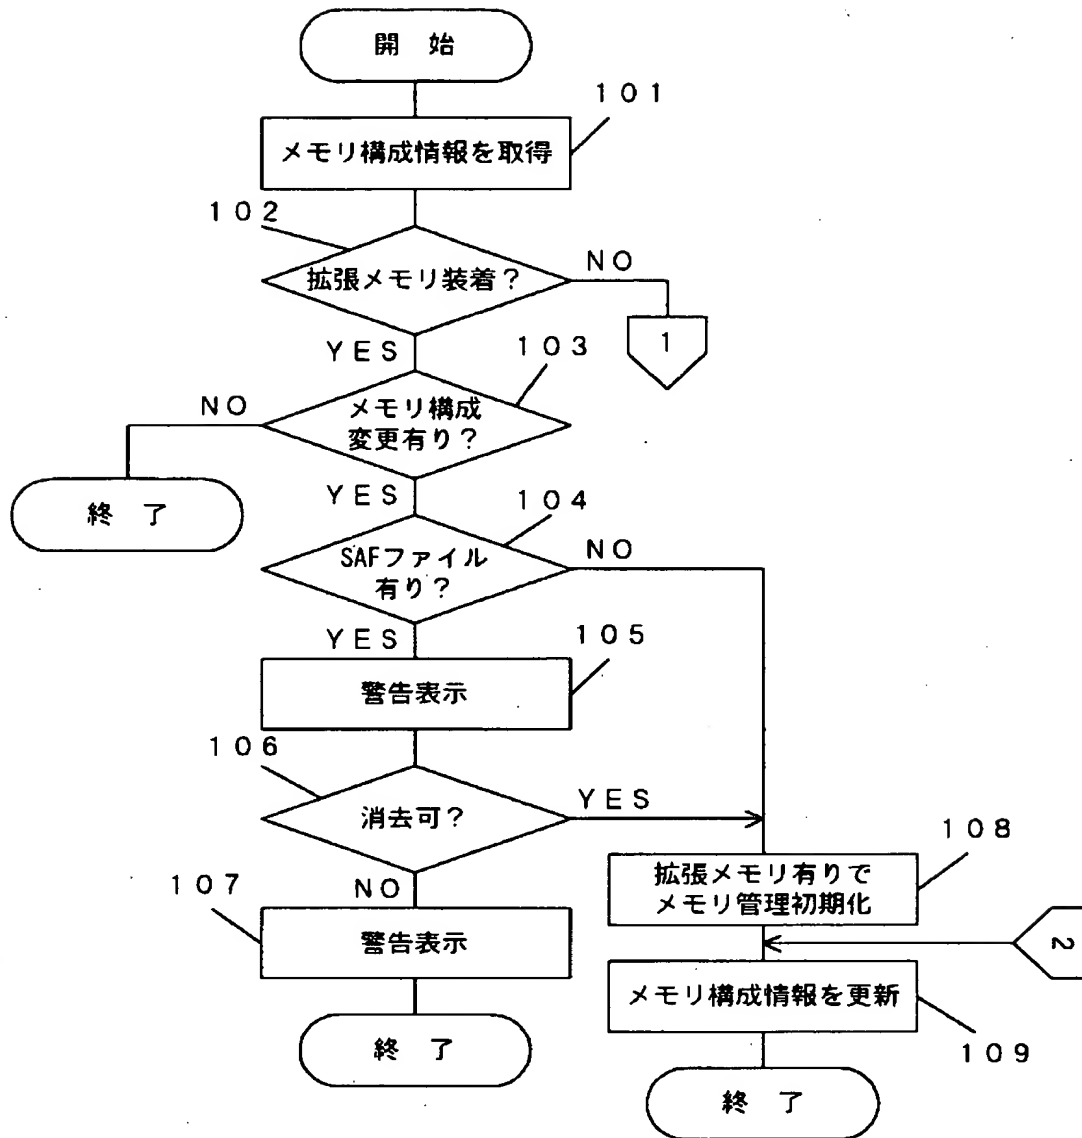 開 始
101
メモリ構成情報を取得
102
拡張メモリ装着?
NO
1
YES
103
メモリ構成
変更有り?
NO
終 了
YES
104
SAFファイル
有り?
NO
YES
105
警告表示
106
消去可?
YES
108
拡張メモリ有りで
メモリ管理初期化
107
NO
警告表示
2
メモリ構成情報を更新
109
終 了
終 了